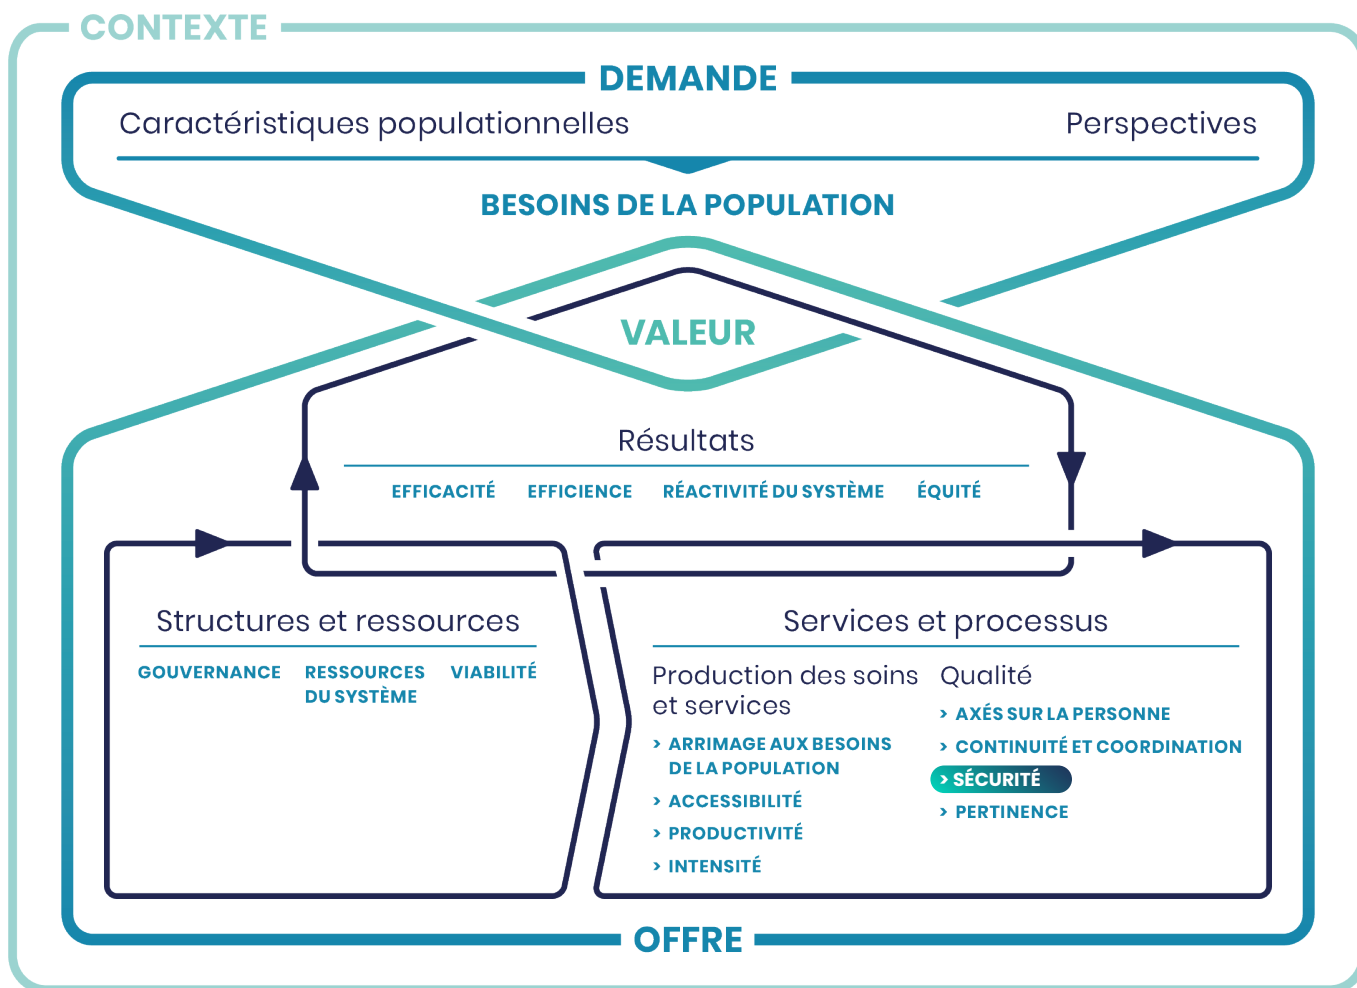 CONTEXTE
DEMANDE
Caractéristiques populationnelles
Perspectives
BESOINS DE LA POPULATION
VALEUR
Résultats
EFFICACITÉ
EFFICIENCE
RÉACTIVITÉ DU SYSTÈME
ÉQUITÉ
Structures et ressources
GOUVERNANCE
RESSOURCES
DU SYSTÈME
VIABILITÉ
Services et processus
Production des soins
et services
> ARRIMAGE AUX BESOINS
DE LA POPULATION
> ACCESSIBILITÉ
> PRODUCTIVITÉ
> INTENSITÉ
Qualité
> AXÉS SUR LA PERSONNE
> CONTINUITÉ ET COORDINATION
> SÉCURITÉ
> PERTINENCE
OFFRE